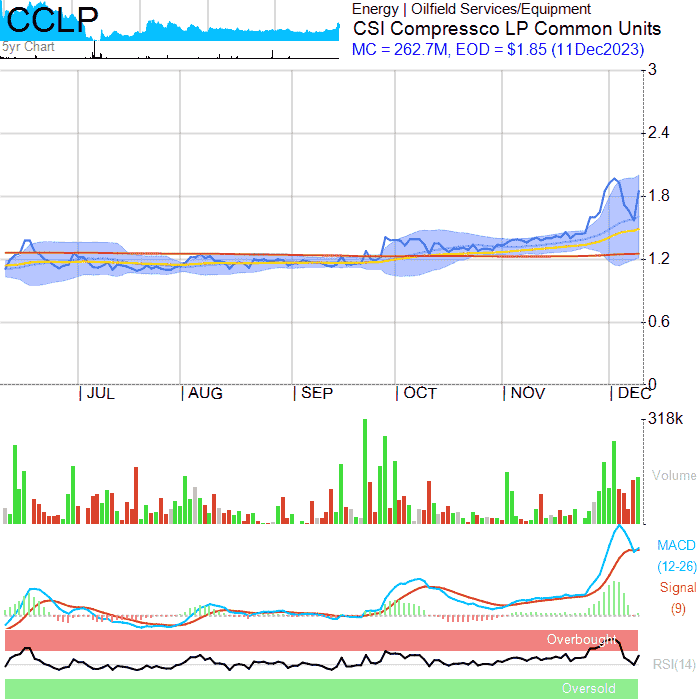 CCLP
5yr Chart
Energy | Oilfield Services/Equipment
CSI Compressco LP Common Units
MC = 262.7M, EOD = $1.85 (11Dec2023)
3
2.4
1.8
1.2
0.6
0
| JUL | AUG | SEP | OCT | NOV | DEC
318k
Volume
MACD
(12-26)
Signal
(9)
Overbought
RSI(14)
Oversold